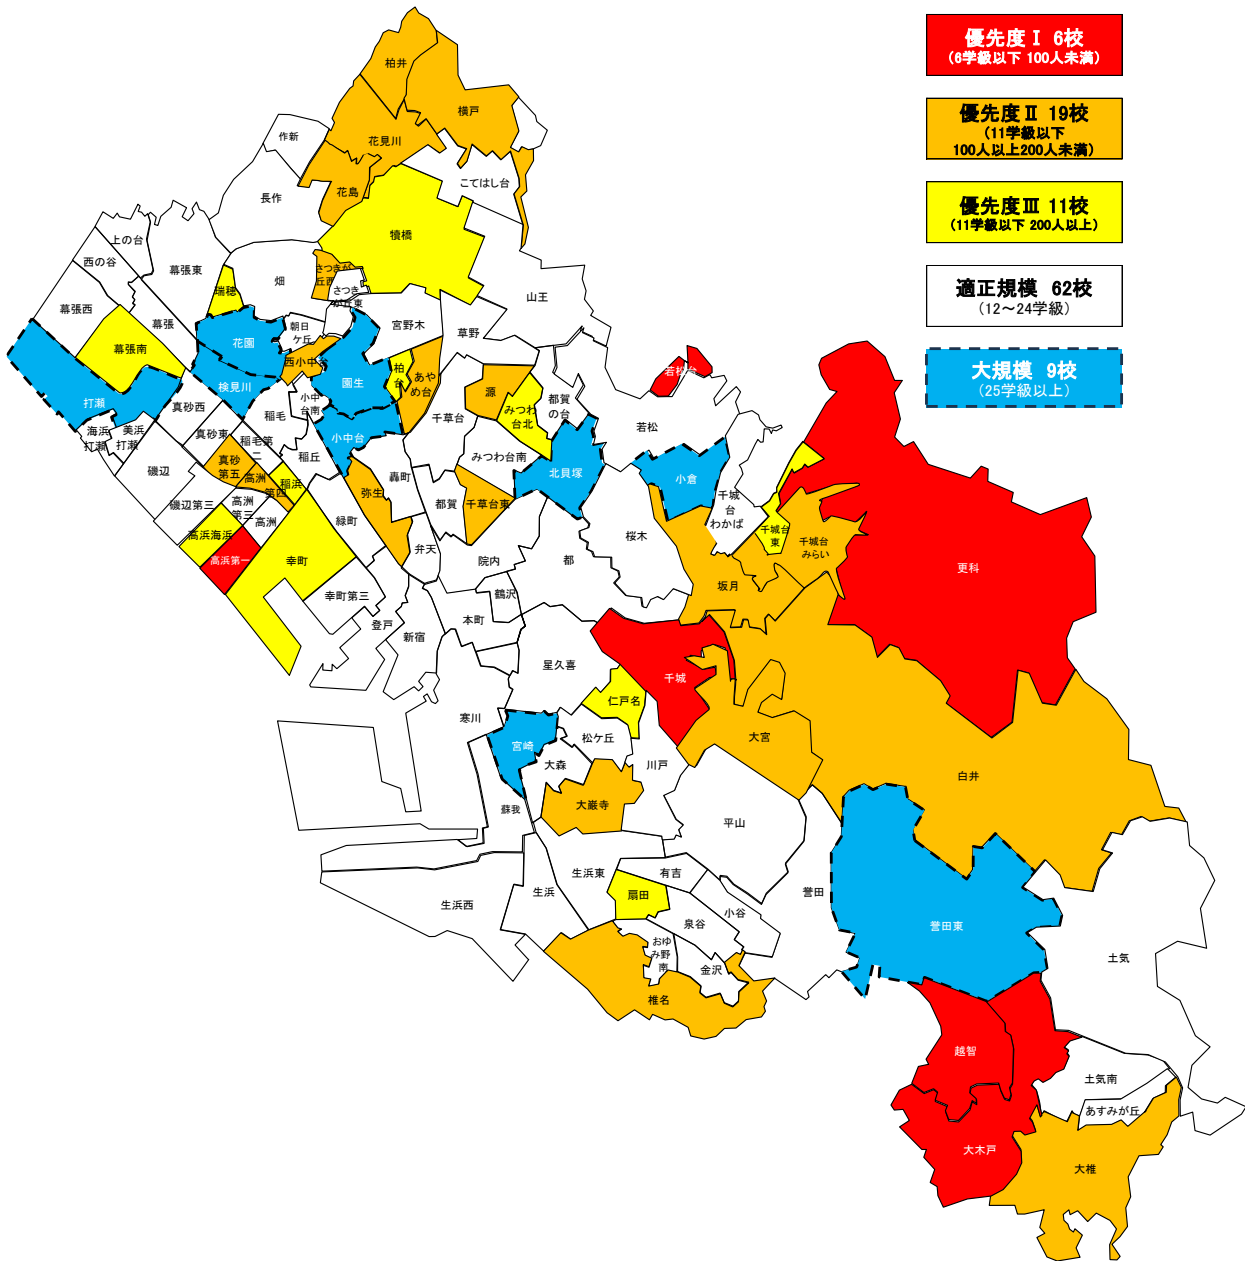 優先度Ⅰ 6校
(6学級以下 100人未満)
優先度Ⅱ 19校
(11学級以下
100人以上200人未満)
優先度Ⅲ 11校
(11学級以下 200人以上)
適正規模 62校
(12～24学級)
大規模 9校
(25学級以上)
柏井
横戸
花見川
作新
花島
こてはし台
長作
犢橋
上の台
西の谷
幕張東
畑
さつきが
丘西
さつき
が丘東
瑞穂
山王
幕張西
幕張
朝日
ケ丘
宮野木
草野
花園
幕張南
西小中台
柏
台
あや
め台
若松台
検見川
園生
源
打瀬
真砂西
稲毛
小中
台南
千草台
みつわ
台北
都賀
の台
若松
海浜
打瀬
美浜
打瀬
真砂東
稲毛第
二
小中台
稲丘
みつわ台南
北貝塚
小倉
磯辺
真砂
第五
高洲
第四
稲浜
弥生
轟町
千城
台
わかば
磯辺第三
高洲
第三
高洲
緑町
都賀
千草台東
桜木
千城台
東
千城台
みらい
高浜海浜
高浜第一
幸町
弁天
院内
都
坂月
更科
幸町第三
鶴沢
登戸
新宿
本町
星久喜
千城
寒川
仁戸名
宮崎
松ケ丘
大宮
大森
川戸
白井
蘇我
大巌寺
平山
生浜東
有吉
生浜西
生浜
扇田
誉田
小谷
泉谷
誉田東
おゆ
み野
南
金沢
土気
椎名
越智
土気南
あすみが丘
大木戸
大椎